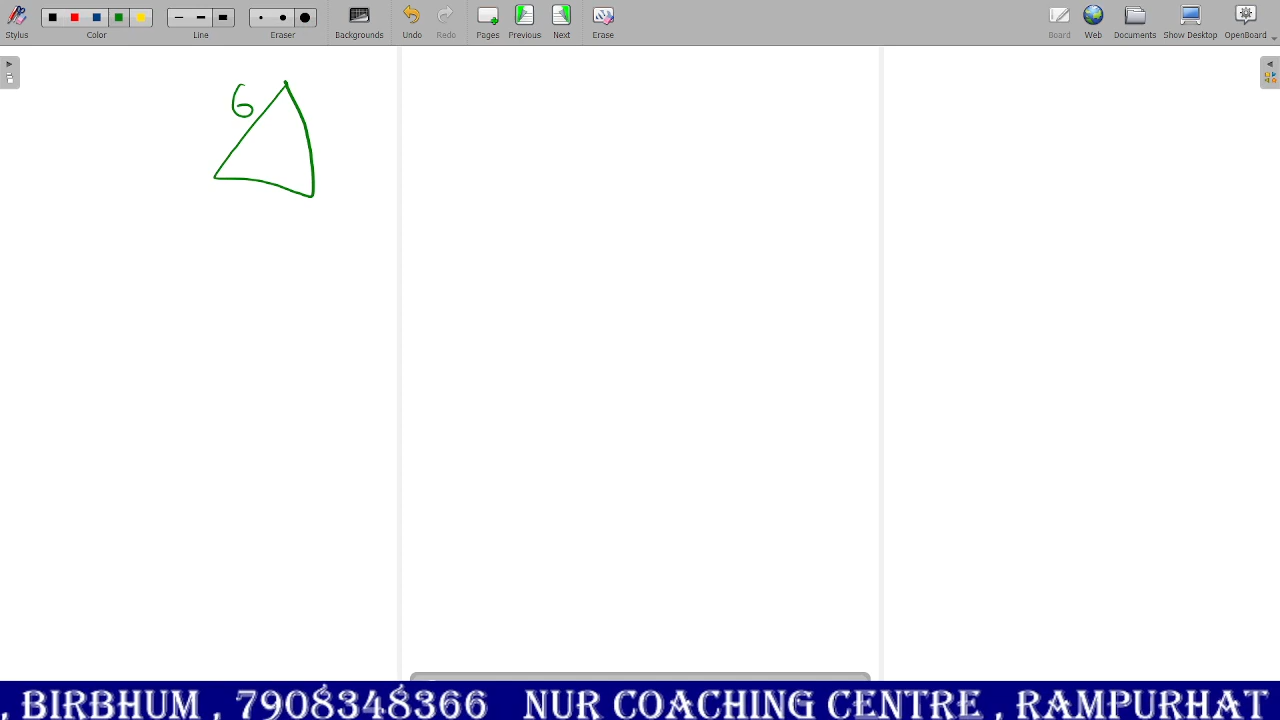 Stylus Color Line Eraser Backgrounds Undo Redo Pages Previous Next Erase Board Web Documents Show Desktop OpenBoard
6
, BIRBHUM , 7908348366 NUR COACHING CENTRE , RAMPURHAT